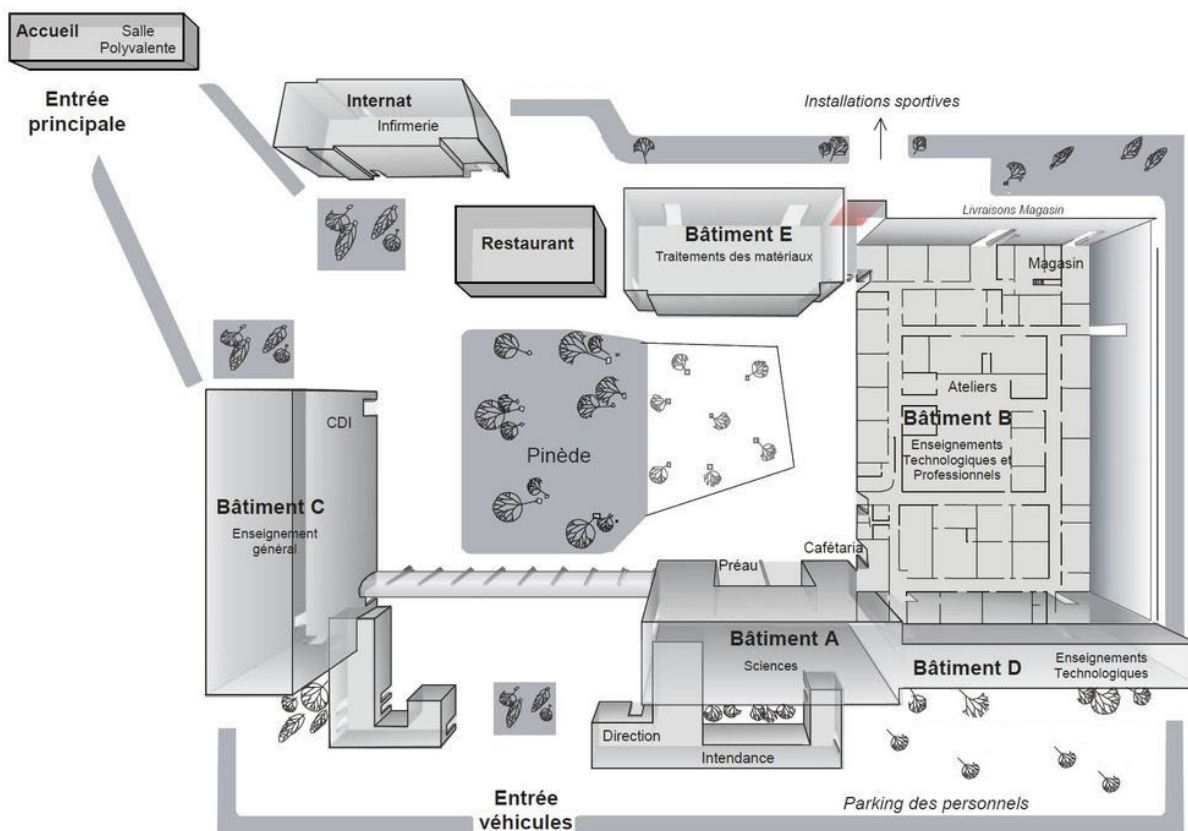 Accueil
Salle
Polyvalente
Entrée
principale
Internat
Infirmerie
Installations sportives
Livraisons Magasin
Restaurant
Bâtiment E
Traitements des matériaux
Magasin
CDI
Ateliers
Bâtiment B
Enseignements
Technologiques et
Professionnels
Pinède
Bâtiment C
Enseignement
général
Cafétaria
Préau
Bâtiment A
Sciences
Bâtiment D
Enseignements
Technologiques
Direction
Intendance
Entrée
véhicules
Parking des personnels